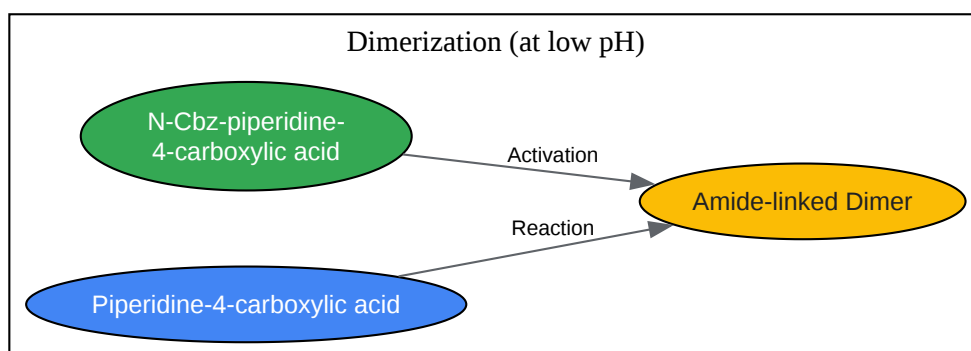 Dimerization (at low pH)
N-Cbz-piperidine-
4-carboxylic acid
Activation
Amide-linked Dimer
Reaction
Piperidine-4-carboxylic acid